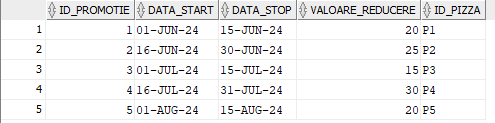 ID_PROMOTIE DATA_START DATA_STOP VALOARE_REDUCERE ID_PIZZA
1 1 01-JUN-24 15-JUN-24 20 P1
2 2 16-JUN-24 30-JUN-24 25 P2
3 3 01-JUL-24 15-JUL-24 15 P3
4 4 16-JUL-24 31-JUL-24 30 P4
5 5 01-AUG-24 15-AUG-24 20 P5